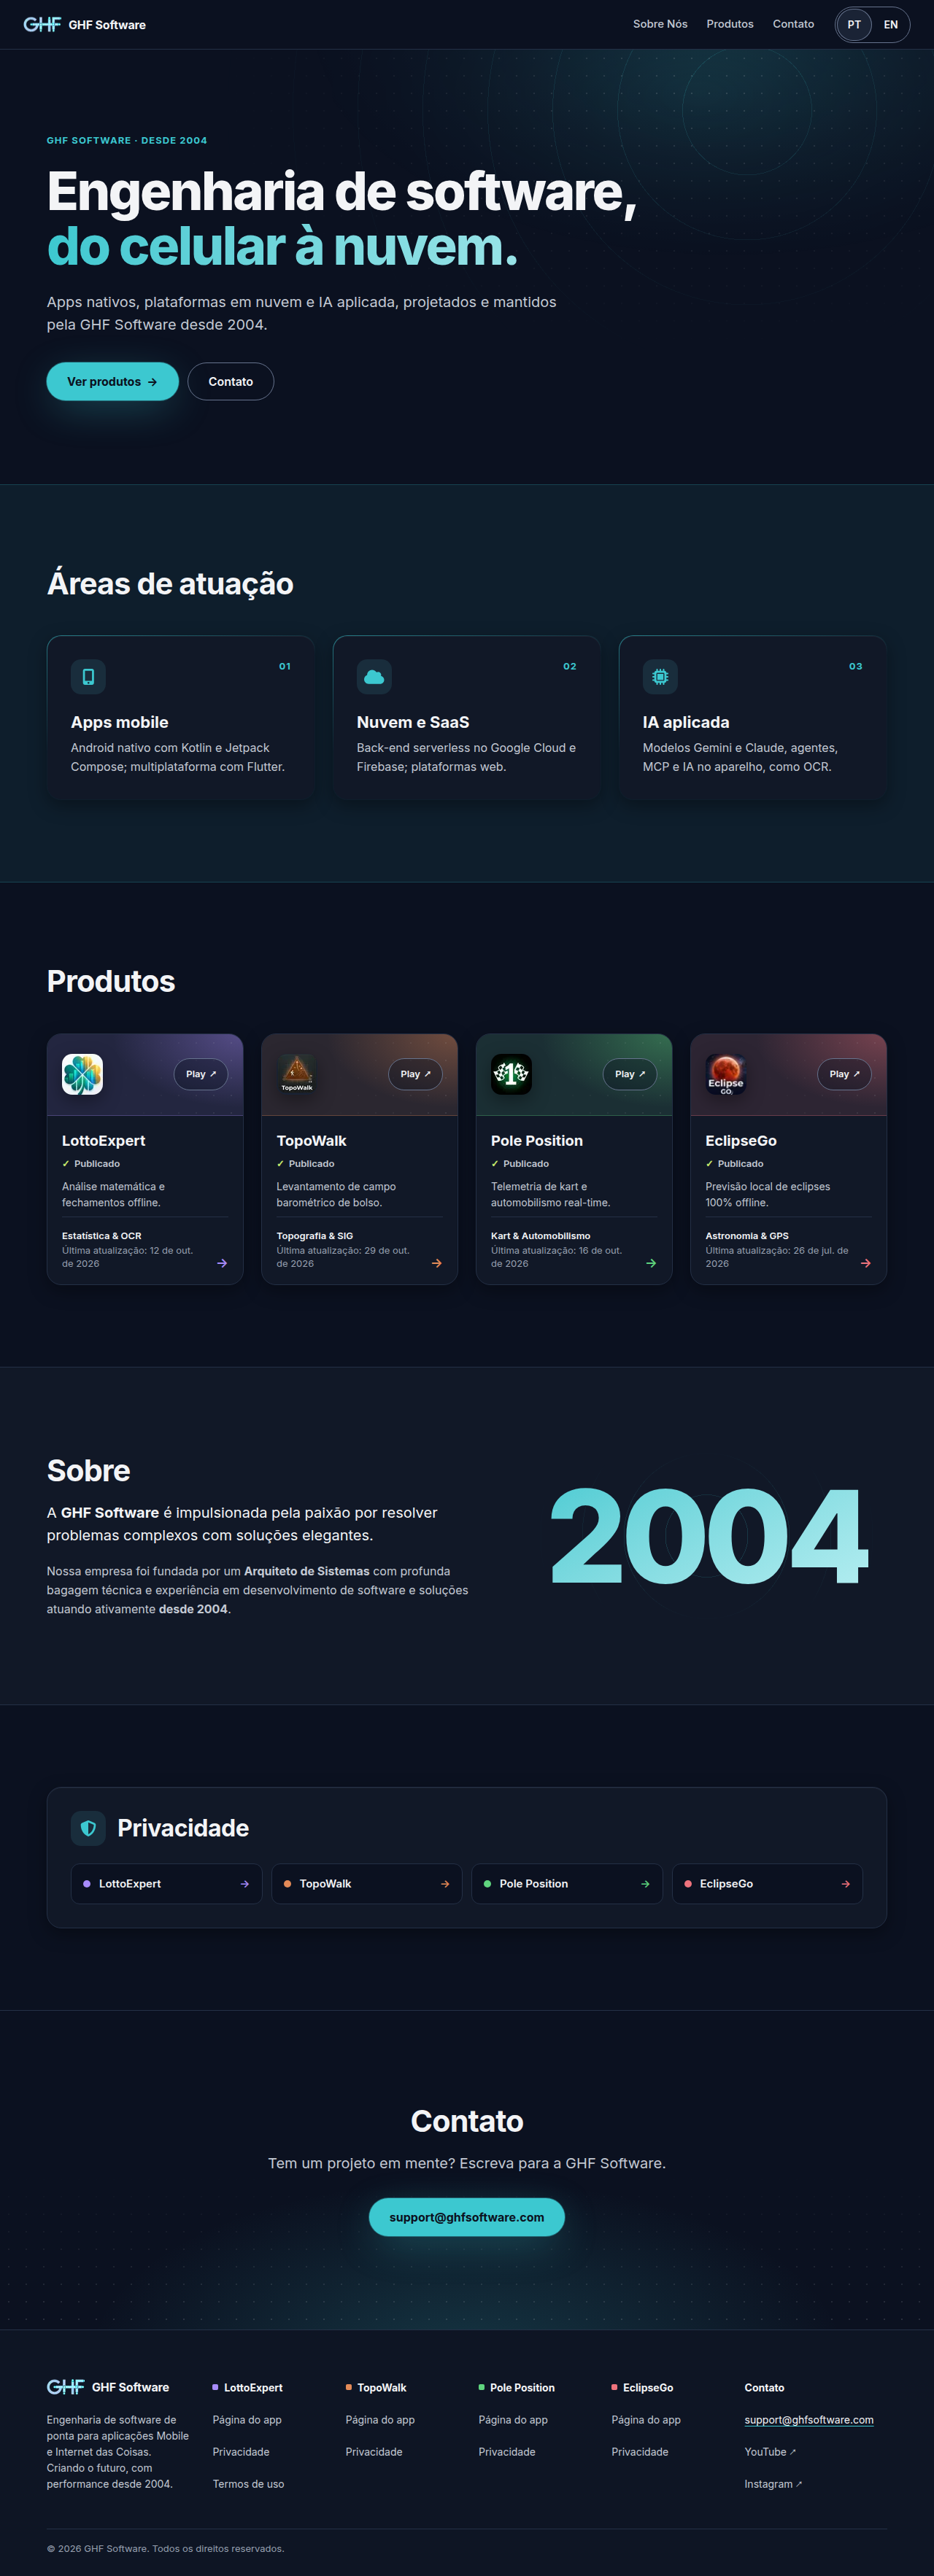 GHF GHF Software
Sobre Nós Produtos Contato PT EN
GHF SOFTWARE · DESDE 2004
Engenharia de software,
do celular à nuvem.
Apps nativos, plataformas em nuvem e IA aplicada, projetados e mantidos
pela GHF Software desde 2004.
Ver produtos →
Contato
Áreas de atuação
01
Apps mobile
Android nativo com Kotlin e Jetpack
Compose; multiplataforma com Flutter.
02
Nuvem e SaaS
Back-end serverless no Google Cloud e
Firebase; plataformas web.
03
IA aplicada
Modelos Gemini e Claude, agentes,
MCP e IA no aparelho, como OCR.
Produtos
Play ↗
LottoExpert
✓ Publicado
Análise matemática e
fechamentos offline.
Estatística & OCR
Última atualização: 12 de out.
de 2026 →
TopoWalk
Play ↗
TopoWalk
✓ Publicado
Levantamento de campo
barométrico de bolso.
Topografia & SIG
Última atualização: 29 de out.
de 2026 →
1
Play ↗
Pole Position
✓ Publicado
Telemetria de kart e
automobilismo real-time.
Kart & Automobilismo
Última atualização: 16 de out.
de 2026 →
Eclipse
GO
Play ↗
EclipseGo
✓ Publicado
Previsão local de eclipses
100% offline.
Astronomia & GPS
Última atualização: 26 de jul. de
2026 →
Sobre
A GHF Software é impulsionada pela paixão por resolver
problemas complexos com soluções elegantes.
Nossa empresa foi fundada por um Arquiteto de Sistemas com profunda
bagagem técnica e experiência em desenvolvimento de software e soluções
atuando ativamente desde 2004.
2004
Privacidade
LottoExpert →
TopoWalk →
Pole Position →
EclipseGo →
Contato
Tem um projeto em mente? Escreva para a GHF Software.
support@ghfsoftware.com
GHF GHF Software
Engenharia de software de
ponta para aplicações Mobile
e Internet das Coisas.
Criando o futuro, com
performance desde 2004.
LottoExpert
Página do app
Privacidade
Termos de uso
TopoWalk
Página do app
Privacidade
Pole Position
Página do app
Privacidade
EclipseGo
Página do app
Privacidade
Contato
support@ghfsoftware.com
YouTube ↗
Instagram ↗
© 2026 GHF Software. Todos os direitos reservados.